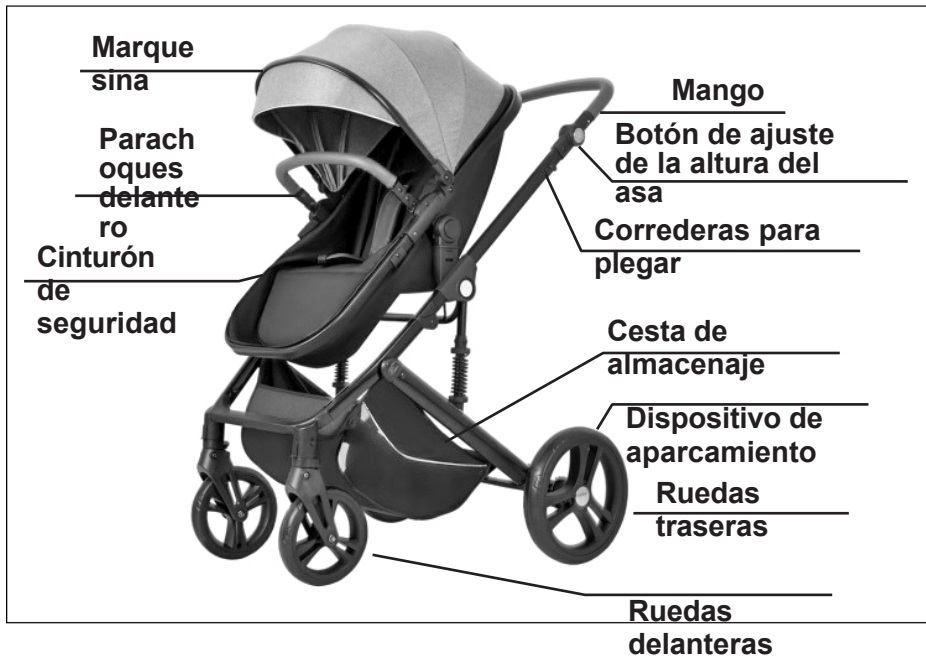 Marque
sina
Parach
oques
delante
ro
Cinturón
de
seguridad
Mango
Botón de ajuste
de la altura del
asa
Correderas para
plegar
Cesta de
almacenaje
Dispositivo de
aparcamiento
Ruedas
traseras
Ruedas
delanteras